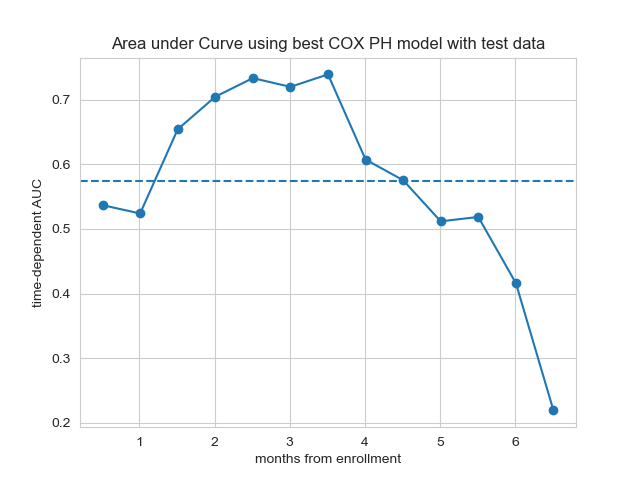 Area under Curve using best COX PH model with test data
time-dependent AUC
0.7
0.6
0.5
0.4
0.3
0.2
1 2 3 4 5 6
months from enrollment